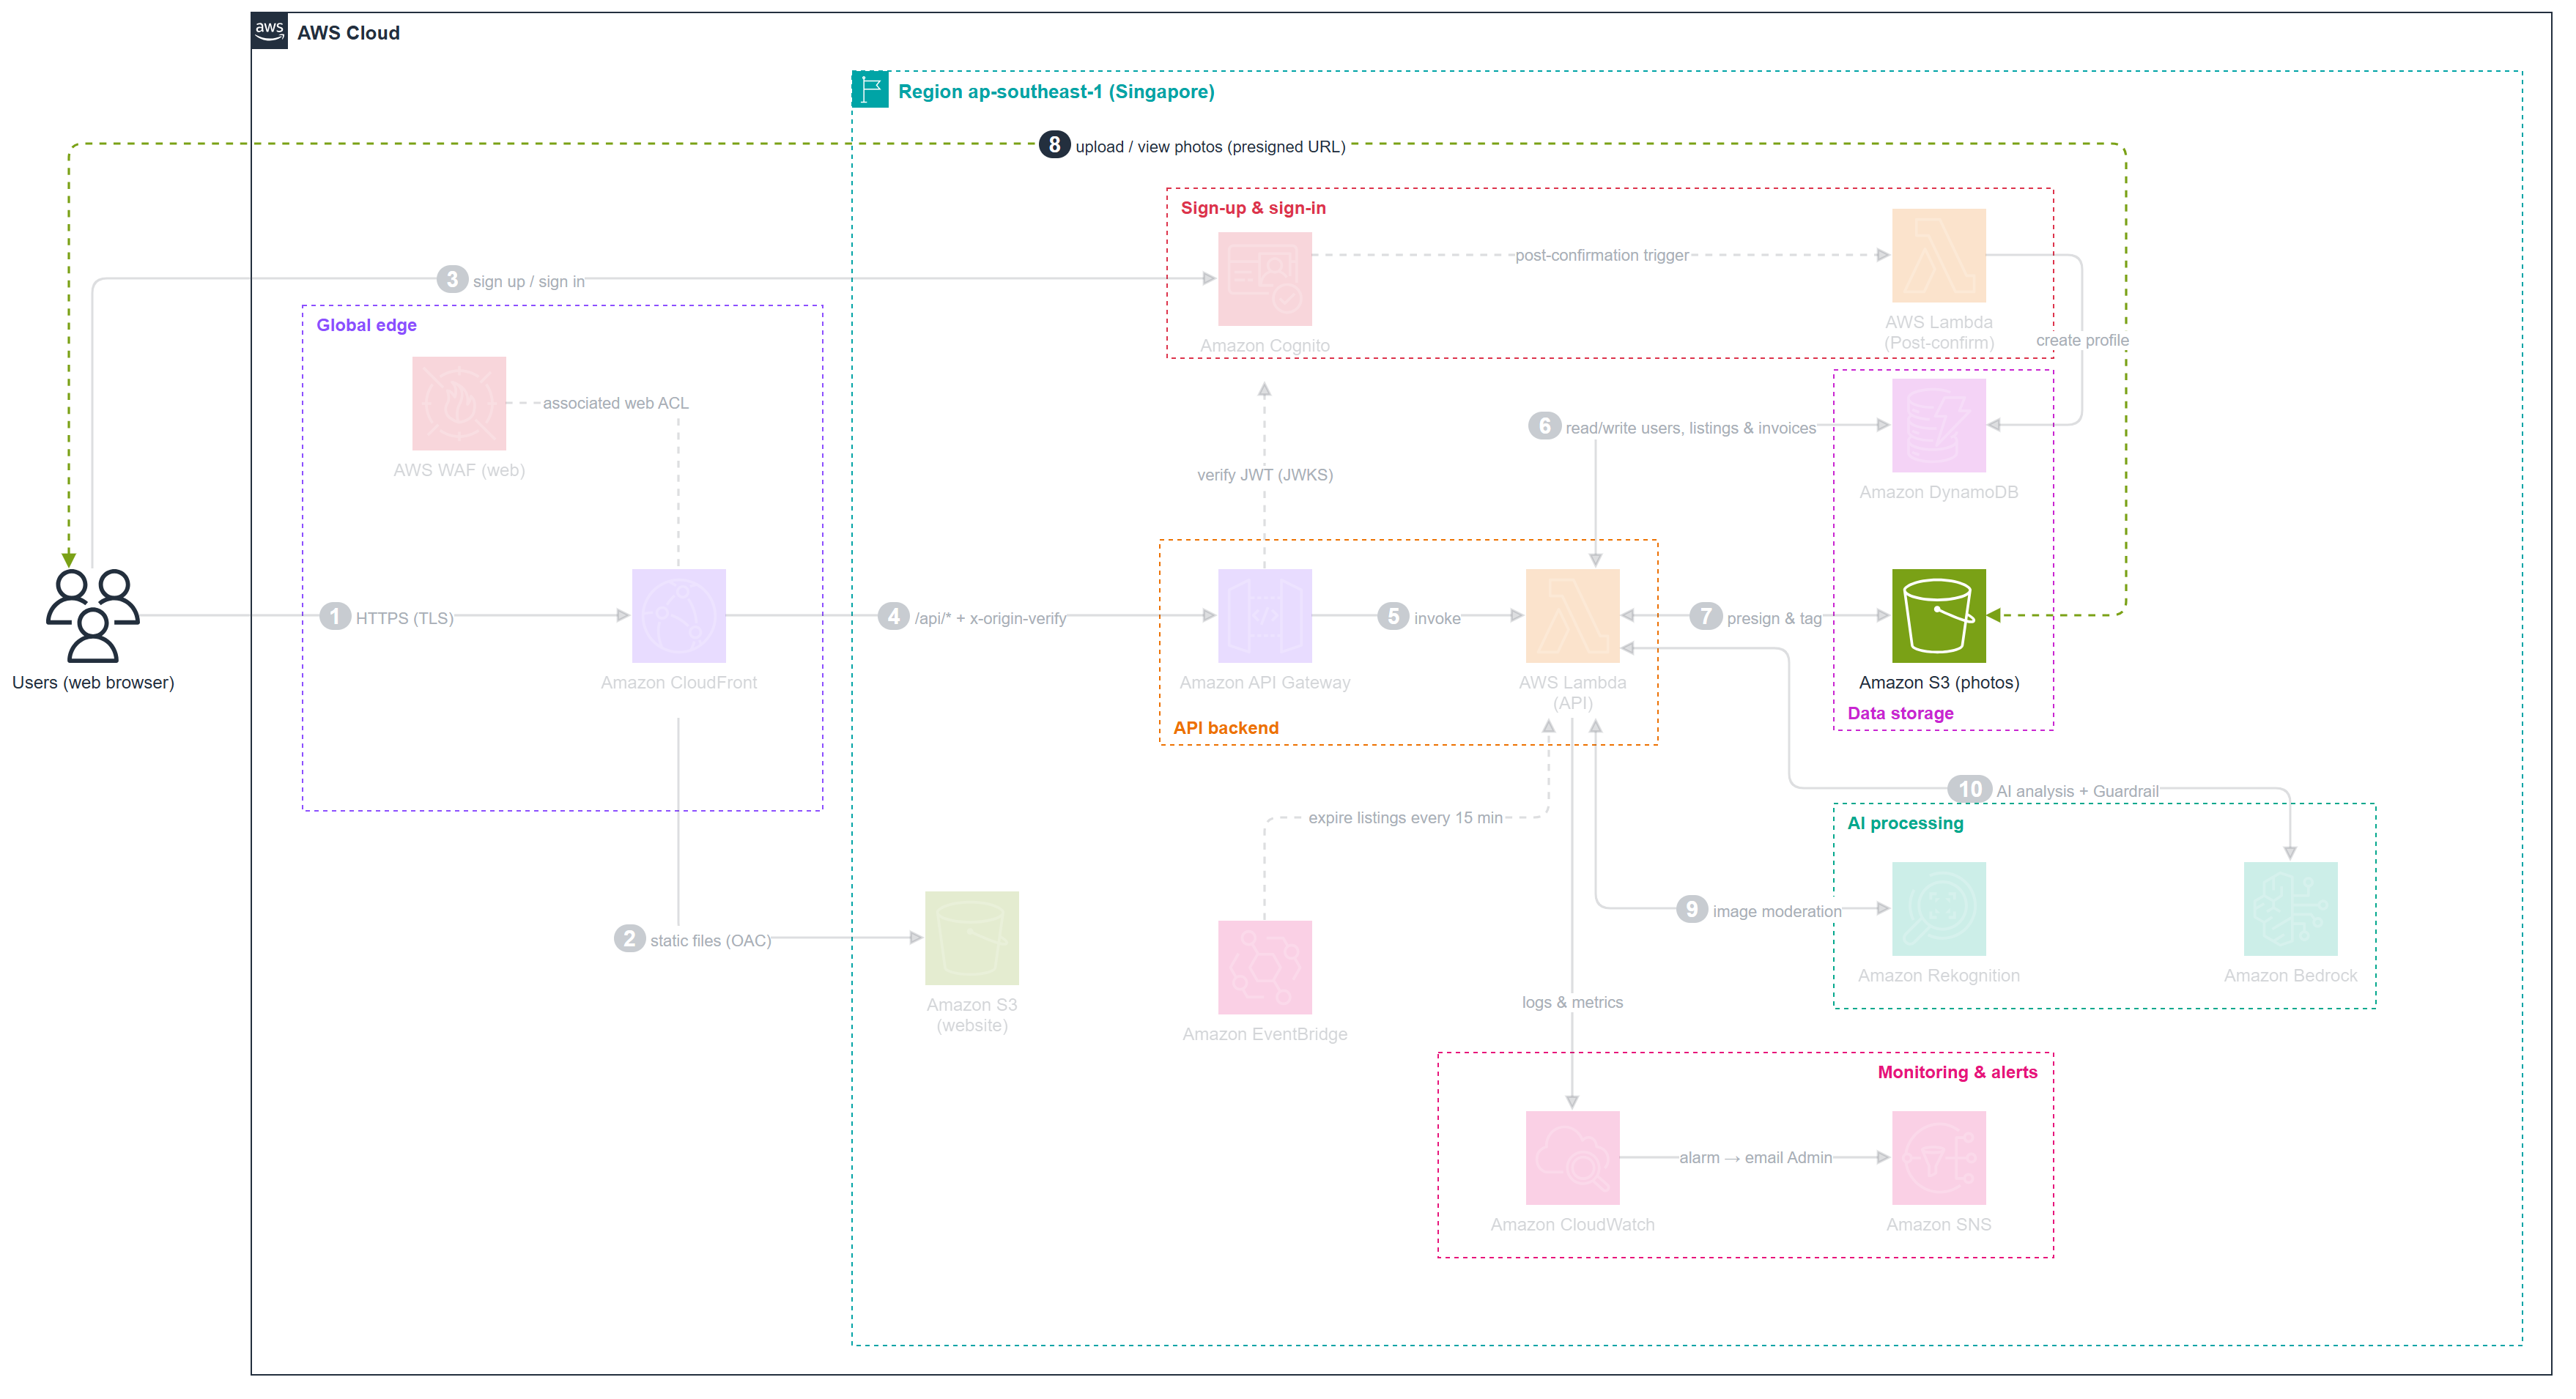 aws
AWS Cloud
Region ap-southeast-1 (Singapore)
8 upload / view photos (presigned URL)
Sign-up & sign-in
post-confirmation trigger
3 sign up / sign in
Global edge
AWS Lambda
(Post-confirm)
create profile
Amazon Cognito
associated web ACL
6 read/write users, listings & invoices
AWS WAF (web)
verify JWT (JWKS)
Amazon DynamoDB
1 HTTPS (TLS)
4 /api/* + x-origin-verify
5 invoke
7 presign & tag
Users (web browser)
Amazon CloudFront
Amazon API Gateway
AWS Lambda
(API)
Amazon S3 (photos)
Data storage
API backend
10 AI analysis + Guardrail
expire listings every 15 min
AI processing
9 image moderation
2 static files (OAC)
Amazon Rekognition
Amazon Bedrock
Amazon S3
(website)
logs & metrics
Amazon EventBridge
Monitoring & alerts
alarm → email Admin
Amazon CloudWatch
Amazon SNS